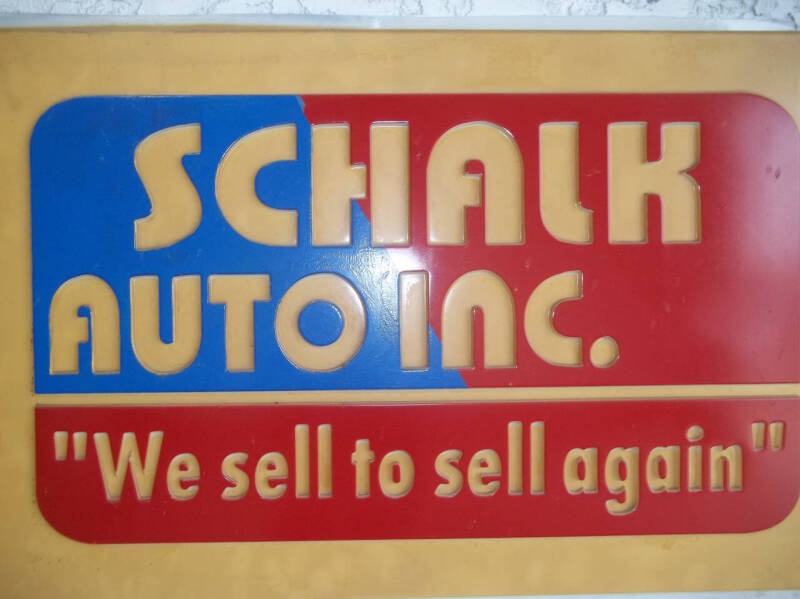 SCHALK
AUTO INC.
"We sell to sell again"